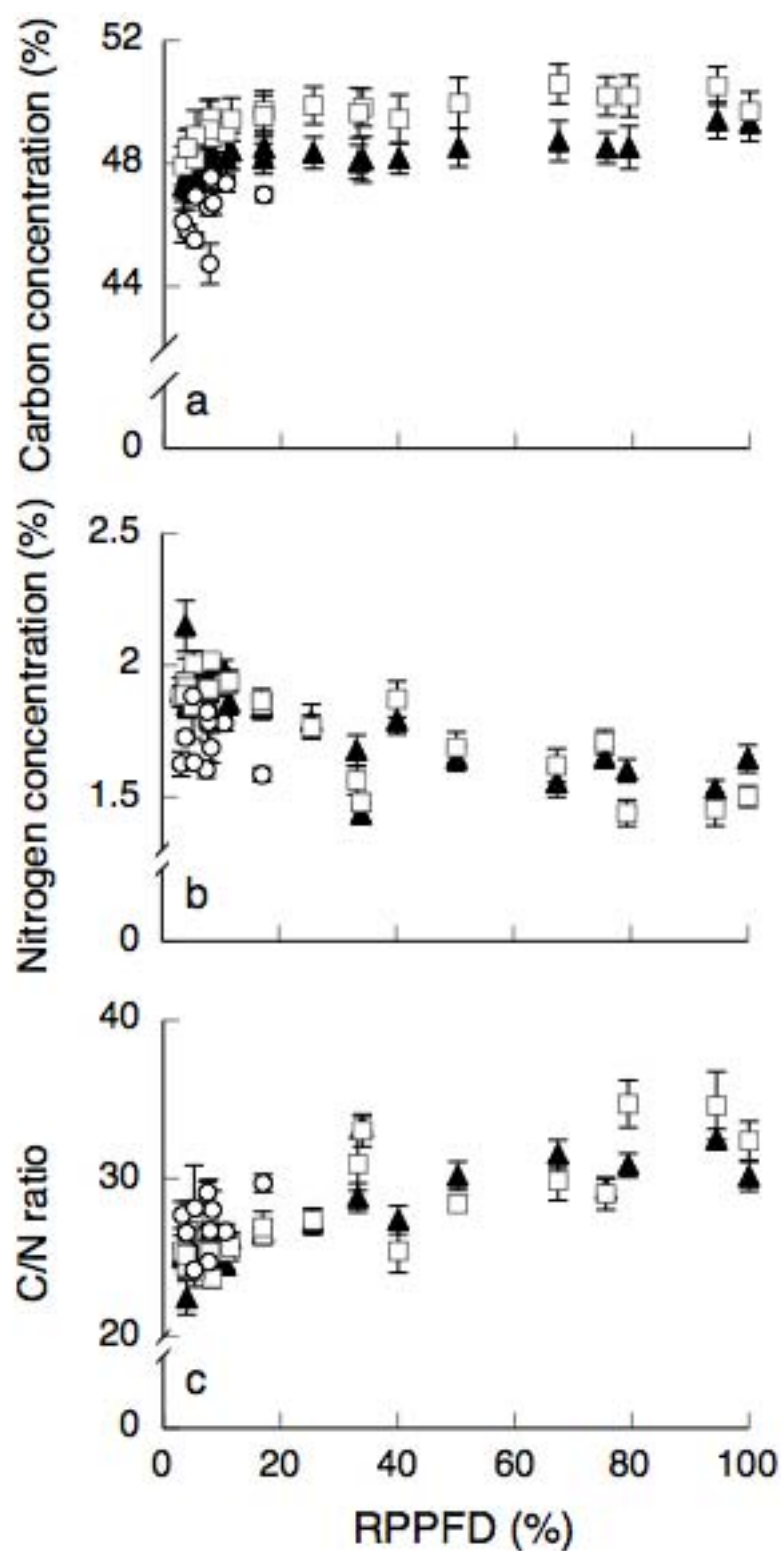 Carbon concentration (%)
52
48
44
0
a
Nitrogen concentration (%)
2.5
2
1.5
0
b
C/N ratio
40
30
20
0
c
0 20 40 60 80 100
RPPFD (%)